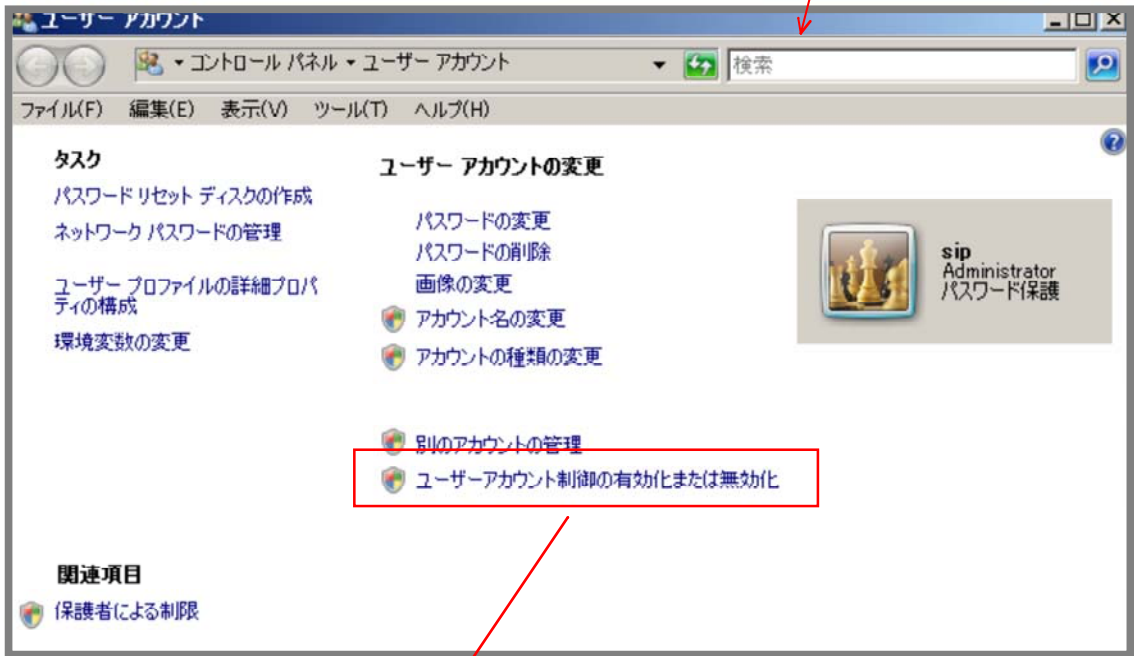 ユーザー アカウント
コントロール パネル ユーザー アカウント
検索
ファイル(F) 編集(E) 表示(V) ツール(T) ヘルプ(H)
タスク
パスワード リセット ディスクの作成
ネットワーク パスワードの管理
ユーザー プロファイルの詳細プロパ
ティの構成
環境変数の変更
ユーザー アカウントの変更
パスワードの変更
パスワードの削除
画像の変更
アカウント名の変更
アカウントの種類の変更
別のアカウントの管理
ユーザーアカウント制御の有効化または無効化
sip
Administrator
パスワード保護
関連項目
保護者による制限